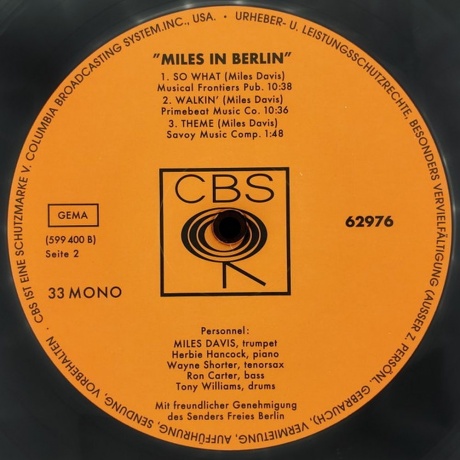 "MILES IN BERLIN"
1. SO WHAT (Miles Davis)
Musical Frontiers Pub. 10:38
2. WALKIN' (Miles Davis)
Primebeat Music Co. 10:36
3. THEME (Miles Davis)
Savoy Music Comp. 1:48
CBS
GEMA
(599 400 B)
Seite 2
62976
33 MONO
Personnel:
MILES DAVIS, trumpet
Herbie Hancock, piano
Wayne Shorter, tenorsax
Ron Carter, bass
Tony Williams, drums
Mit freundlicher Genehmigung
des Senders Freies Berlin
· CBS IST EINE SCHUTZMARKE V. COLUMBIA BROADCASTING SYSTEM.INC., USA. · URHEBER- U. LEISTUNGSSCHUTZRECHTE, BESONDERS VERVIELFÄLTIGUNG (AUSSER Z. PERSÖNL. GEBRAUCH), VERMIETUNG, AUFFÜHRUNG, SENDUNG, VORBEHALTEN